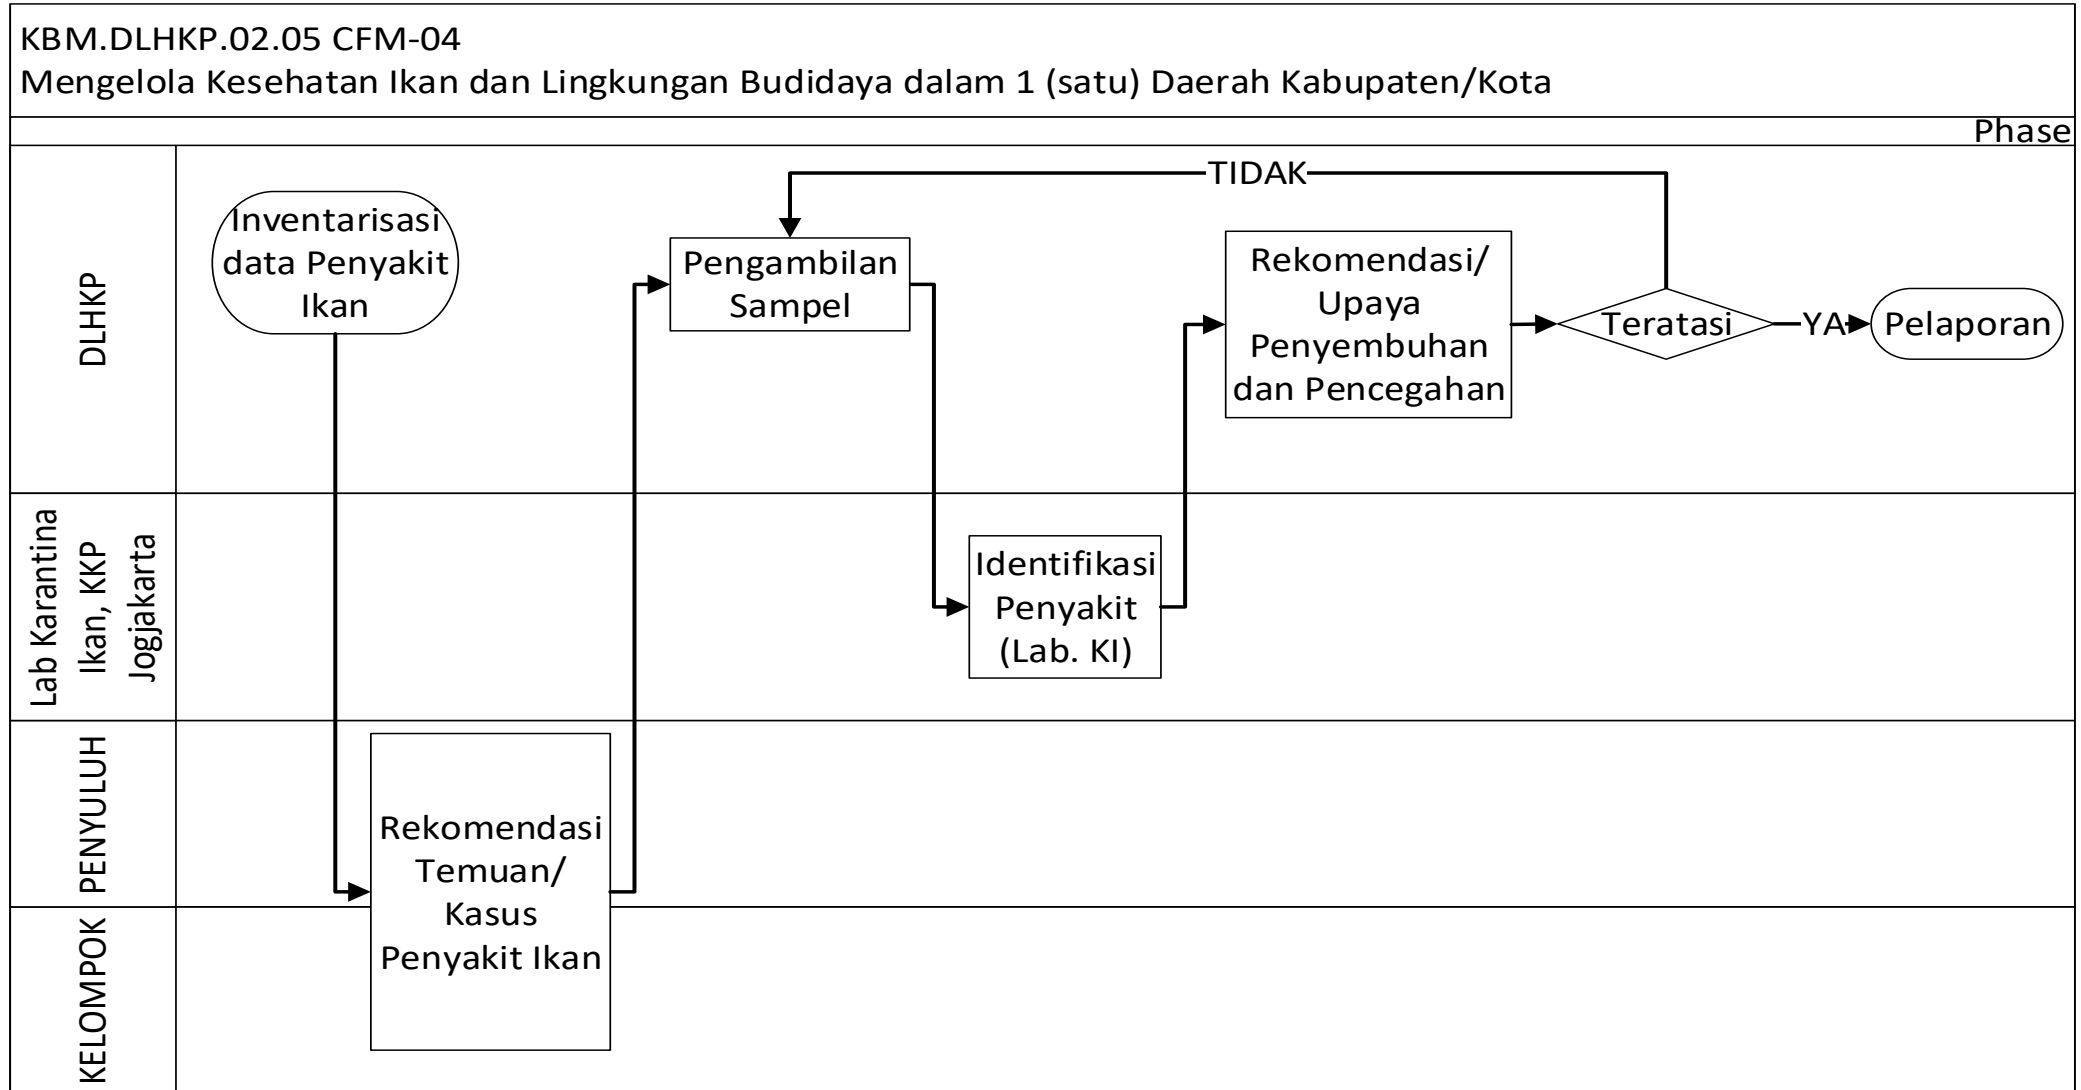 KBM.DLHKP.02.05 CFM-04
Mengelola Kesehatan Ikan dan Lingkungan Budidaya dalam 1 (satu) Daerah Kabupaten/Kota
Phase
DLHKP
Inventarisasi
data Penyakit
Ikan
Pengambilan
Sampel
TIDAK
Rekomendasi/
Upaya
Penyembuhan
dan Pencegahan
Teratasi
YA
Pelaporan
Lab Karantina
Ikan, KKP
Jogjakarta
Identifikasi
Penyakit
(Lab. KI)
PENYULUH
Rekomendasi
Temuan/
Kasus
Penyakit Ikan
KELOMPOK